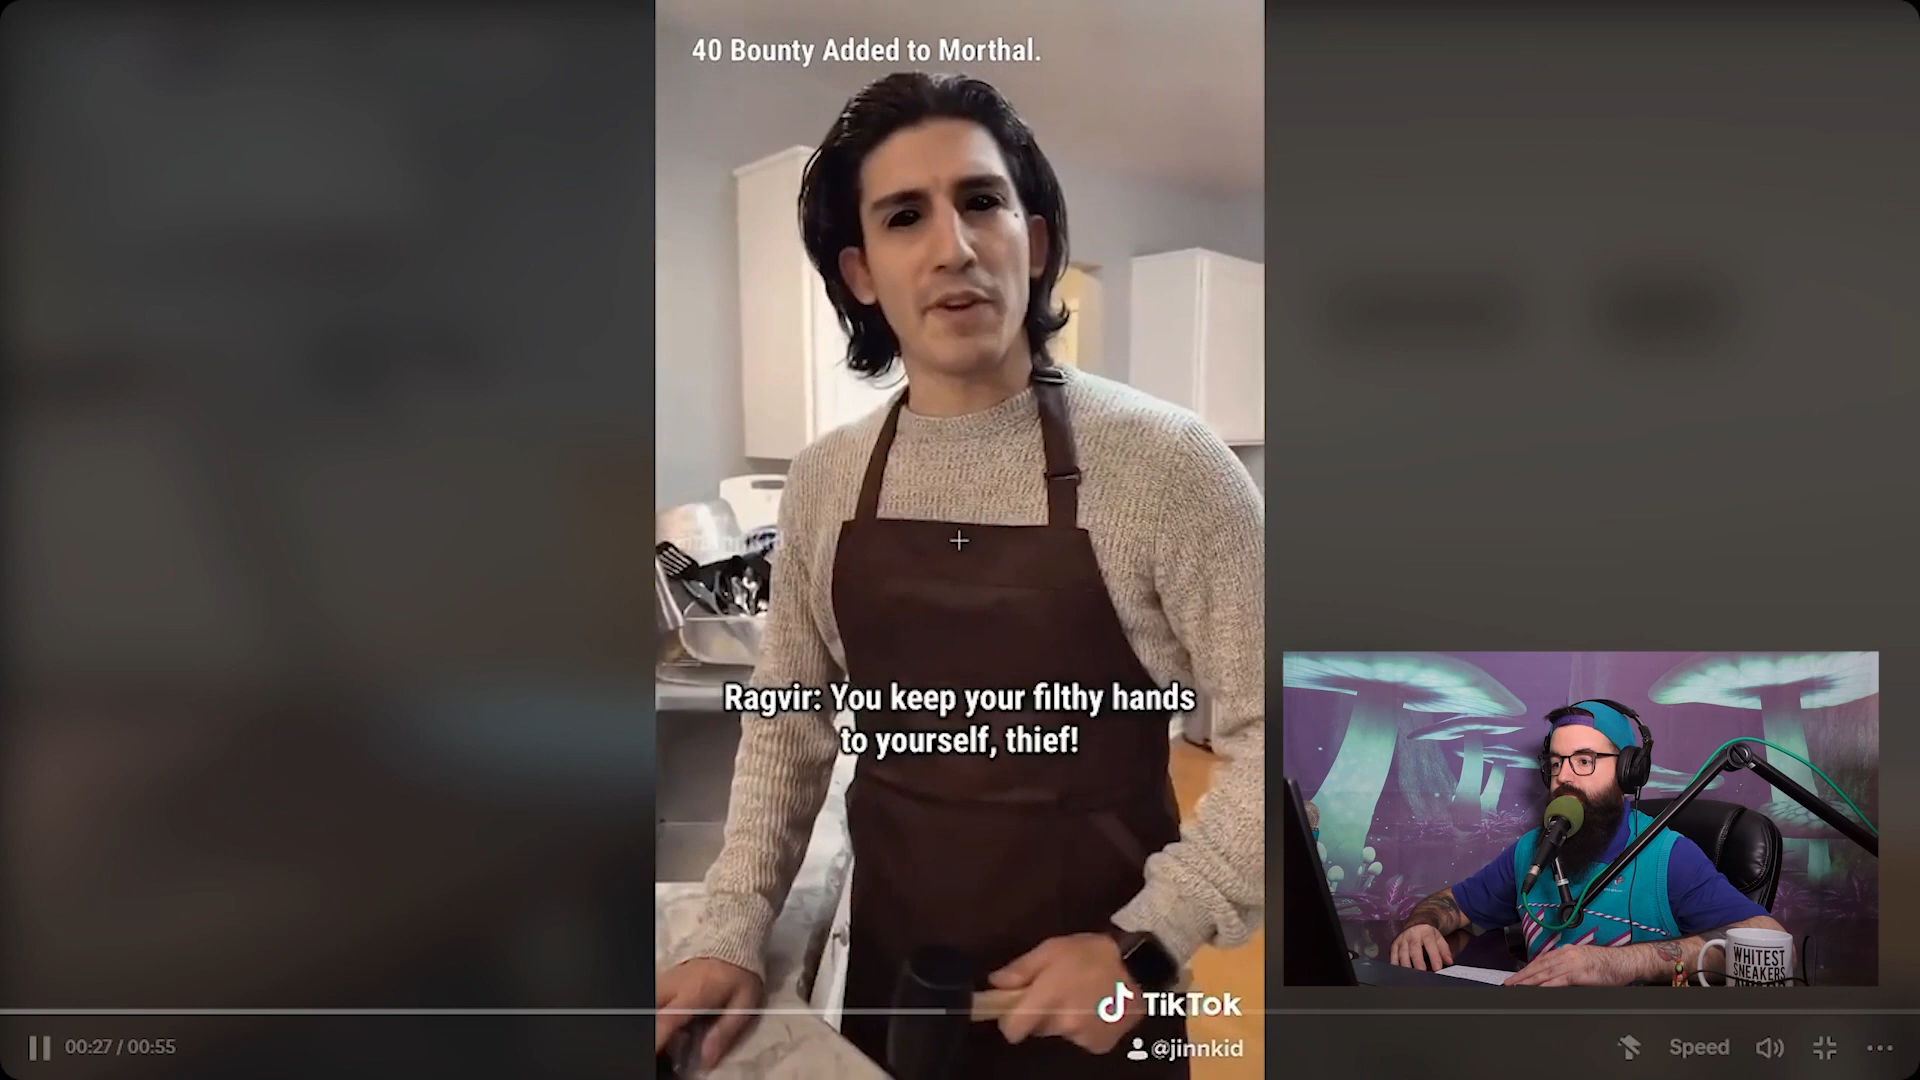 40 Bounty Added to Morthal.
Ragvir: You keep your filthy hands
to yourself, thief!
TikTok
@jinnkid
00:27 / 00:55
Speed
WHITEST
SNEAKERS